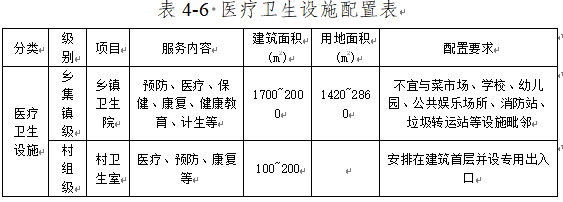 表 4-6 医疗卫生设施配置表
分类 级别 项目 服务内容 建筑面积(㎡) 用地面积(㎡) 配置要求
医疗卫生设施
乡集镇级
乡镇卫生院
预防、医疗、保
健、康复、健康教
育、计生等
1700~200
0
1420~286
0
不宜与菜市场、学校、幼儿
园、公共娱乐场所、消防站、
垃圾转运站等设施毗邻
村组级
村卫生室
医疗、预防、康复
等
100~200
安排在建筑首层并设专用出入
口